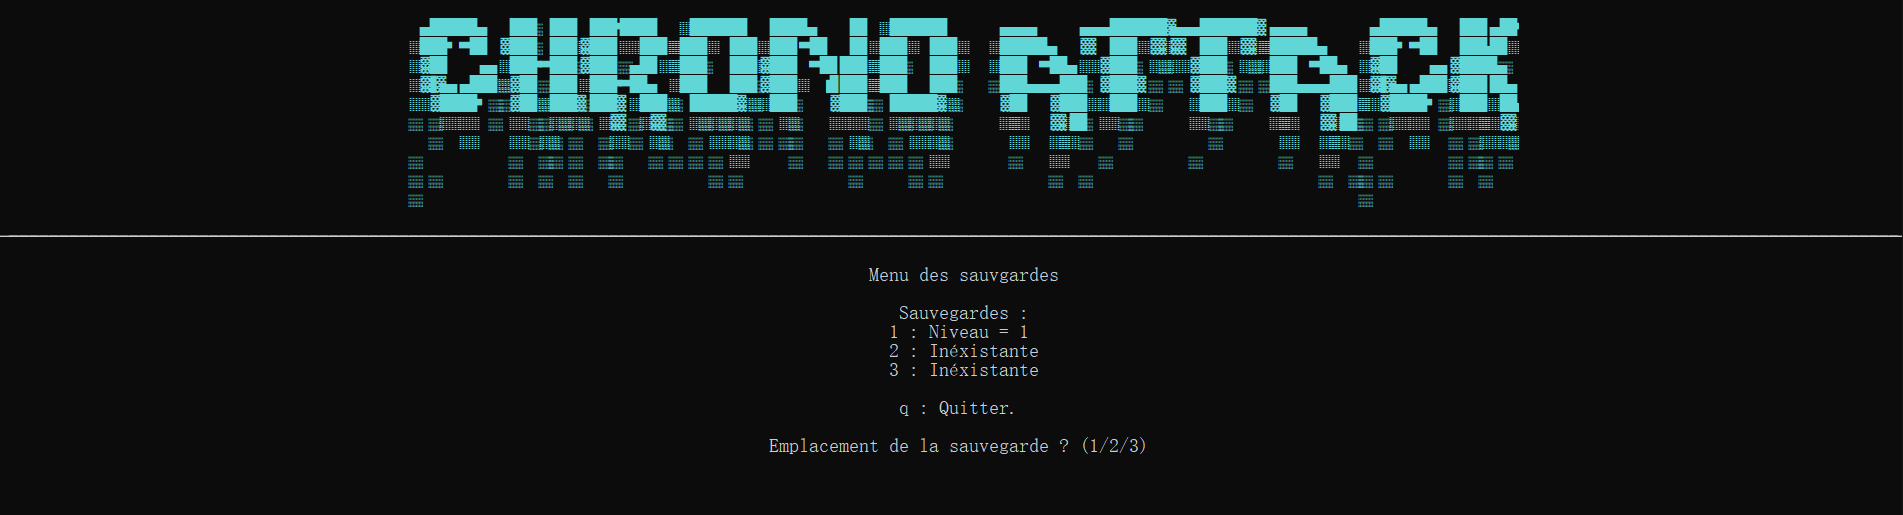 CHRONO ATTACK
Menu des sauvgardes
Sauvegardes :
1 : Niveau = 1
2 : Inéxistante
3 : Inéxistante
q : Quitter.
Emplacement de la sauvegarde ? (1/2/3)